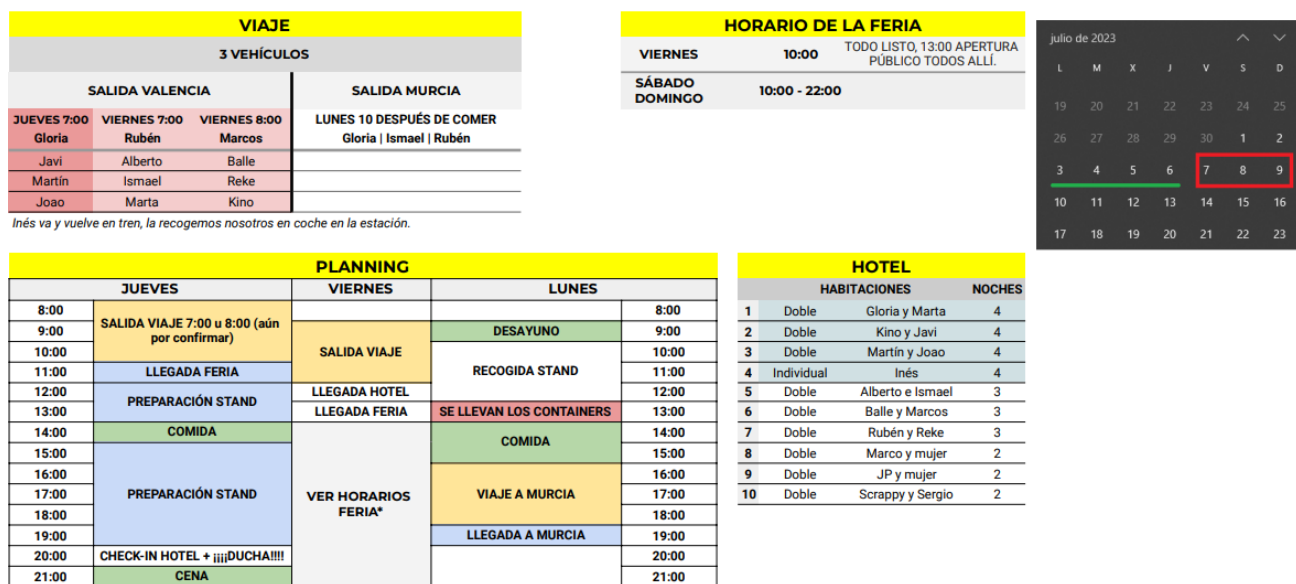 VIAJE
3 VEHÍCULOS
SALIDA VALENCIA SALIDA MURCIA
JUEVES 7:00 VIERNES 7:00 VIERNES 8:00 LUNES 10 DESPUÉS DE COMER
Gloria Rubén Marcos Gloria | Ismael | Rubén
Javi Alberto Balle
Martín Ismael Reke
Joao Marta Kino
Inés va y vuelve en tren, la recogemos nosotros en coche en la estación.
HORARIO DE LA FERIA
VIERNES 10:00 TODO LISTO, 13:00 APERTURA
PÚBLICO TODOS ALLÍ.
SÁBADO
DOMINGO 10:00 - 22:00
julio de 2023
L M X J V S D
19 20 21 22 23 24 25
26 27 28 29 30 1 2
3 4 5 6 7 8 9
10 11 12 13 14 15 16
17 18 19 20 21 22 23
PLANNING
JUEVES VIERNES LUNES
8:00 8:00
SALIDA VIAJE 7:00 u 8:00 (aún
por confirmar)
9:00 DESAYUNO 9:00
10:00 SALIDA VIAJE 10:00
11:00 LLEGADA FERIA RECOGIDA STAND 11:00
12:00 PREPARACIÓN STAND LLEGADA HOTEL 12:00
13:00 LLEGADA FERIA SE LLEVAN LOS CONTAINERS 13:00
14:00 COMIDA COMIDA 14:00
15:00 15:00
16:00 16:00
17:00 PREPARACIÓN STAND VER HORARIOS
FERIA* VIAJE A MURCIA 17:00
18:00 18:00
19:00 LLEGADA A MURCIA 19:00
20:00 CHECK-IN HOTEL + ¡¡¡¡DUCHA!!!! 20:00
21:00 CENA 21:00
HOTEL
HABITACIONES NOCHES
1 Doble Gloria y Marta 4
2 Doble Kino y Javi 4
3 Doble Martín y Joao 4
4 Individual Inés 4
5 Doble Alberto e Ismael 3
6 Doble Balle y Marcos 3
7 Doble Rubén y Reke 3
8 Doble Marco y mujer 2
9 Doble JP y mujer 2
10 Doble Scrappy y Sergio 2